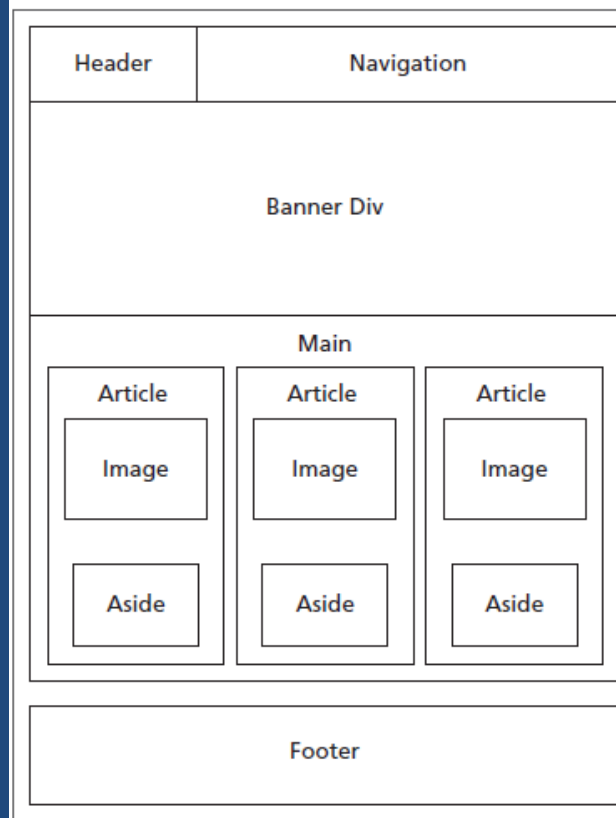 Header
Navigation
Banner Div
Main
Article
Article
Article
Image
Image
Image
Aside
Aside
Aside
Footer